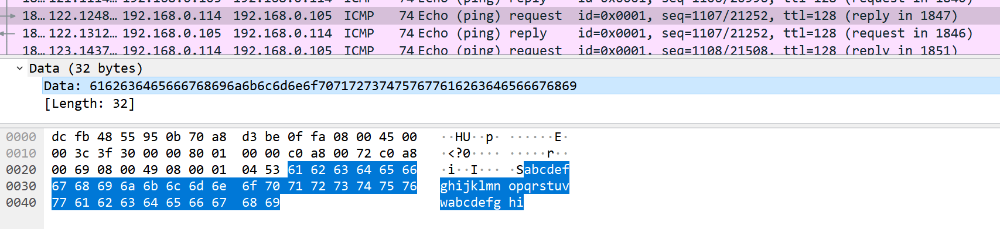 18… 122.1248… 192.168.0.114 192.168.0.105 ICMP 74 Echo (ping) request id=0x0001, seq=1107/21252, ttl=128 (reply in 1847)
18… 122.1312… 192.168.0.105 192.168.0.114 ICMP 74 Echo (ping) reply id=0x0001, seq=1107/21252, ttl=128 (request in 1846)
18… 123.1437… 192.168.0.114 192.168.0.105 ICMP 74 Echo (ping) request id=0x0001, seq=1108/21508, ttl=128 (reply in 1851)
Data (32 bytes)
Data: 6162636465666768696a6b6c6d6e6f7071727374757677616263646566676869
[Length: 32]
0000 dc fb 48 55 95 0b 70 a8 d3 be 0f fa 08 00 45 00 ··HU··p· ······E·
0010 00 3c 3f 30 00 00 80 01 00 00 c0 a8 00 72 c0 a8 ·<?0···· ·····r··
0020 00 69 08 00 49 08 00 01 04 53 61 62 63 64 65 66 ·i··I··· ·Sabcdef
0030 67 68 69 6a 6b 6c 6d 6e 6f 70 71 72 73 74 75 76 ghijklmn opqrstuv
0040 77 61 62 63 64 65 66 67 68 69 wabcdefg hi